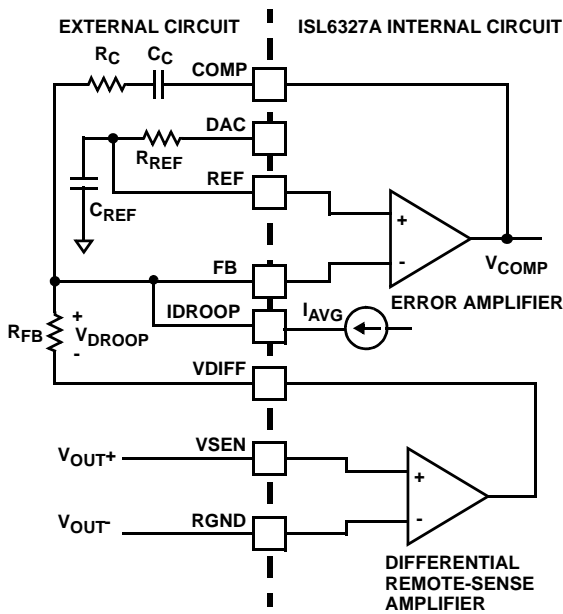 EXTERNAL CIRCUIT
ISL6327A INTERNAL CIRCUIT
RC
CC
COMP
DAC
RREF
REF
CREF
+
-
VCOMP
FB
ERROR AMPLIFIER
IDROOP
IAVG
RFB
+
VDROOP
-
VDIFF
VOUT+
VSEN
+
VOUT-
RGND
-
DIFFERENTIAL
REMOTE-SENSE
AMPLIFIER